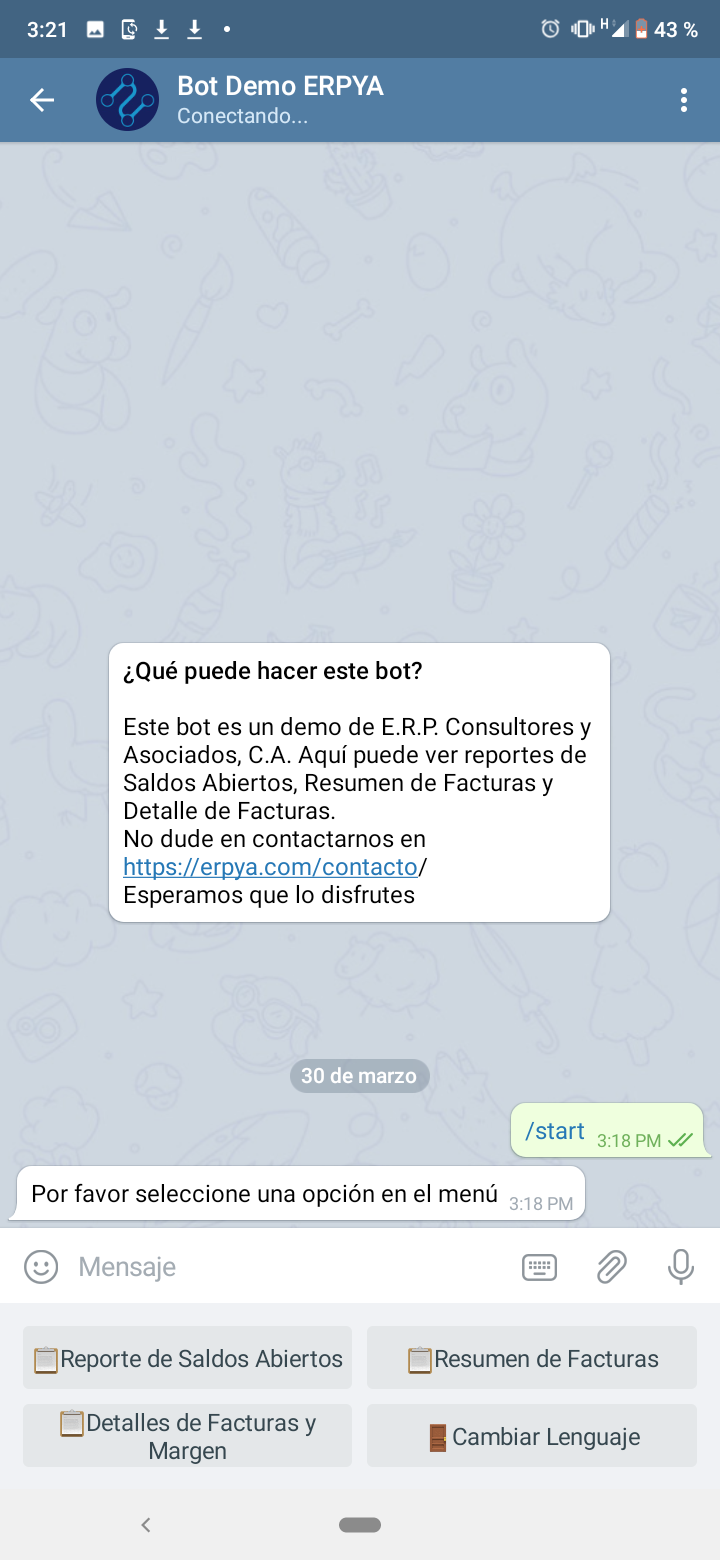 3:21
H
43 %
Bot Demo ERPYA
Conectando...
¿Qué puede hacer este bot?
Este bot es un demo de E.R.P. Consultores y
Asociados, C.A. Aquí puede ver reportes de
Saldos Abiertos, Resumen de Facturas y
Detalle de Facturas.
No dude en contactarnos en
https://erpya.com/contacto/
Esperamos que lo disfrutes
30 de marzo
/start 3:18 PM
Por favor seleccione una opción en el menú 3:18 PM
Mensaje
Reporte de Saldos Abiertos
Resumen de Facturas
Detalles de Facturas y
Margen
Cambiar Lenguaje